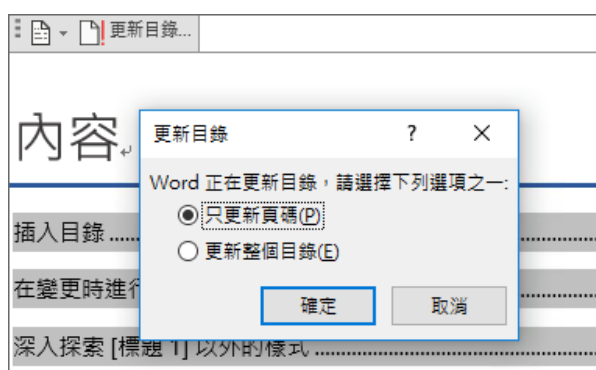 更新目錄...
內容
更新目錄 ? ×
Word 正在更新目錄，請選擇下列選項之一:
只更新頁碼(P)
更新整個目錄(E)
確定 取消
插入目錄
在變更時進行
深入探索 [標題 1] 以外的樣式